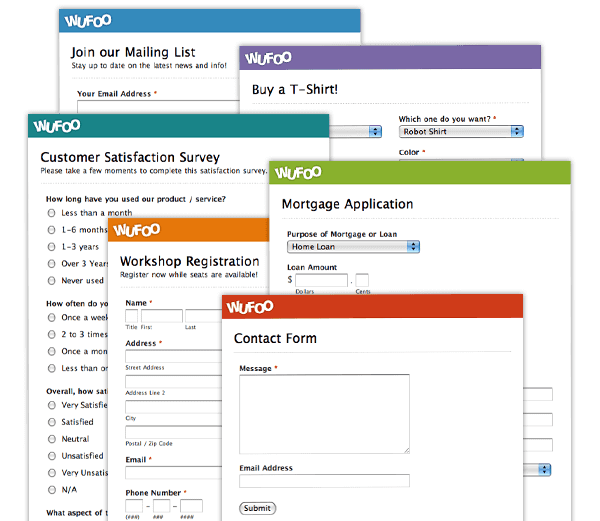 WUFOO
Join our Mailing List
Stay up to date on the latest news and info!
Your Email Address *
WUFOO
Buy a T-Shirt!
Which one do you want? *
Robot Shirt
Color *
WUFOO
Customer Satisfaction Survey
Please take a few moments to complete this satisfaction survey.
How long have you used our product / service?
Less than a month
1-6 months
1-3 years
Over 3 Years
Never used
How often do you
Once a week
2 to 3 times
Once a
Less than
Overall, how
Very
Satisfied
Neutral
Unsatisfied
Very
N/A
What aspect of
WUFOO
Mortgage Application
Purpose of Mortgage or Loan
Home Loan
Loan Amount
$ .
Dollars Cents
WUFOO
Workshop Registration
Register now while seats are available!
Name *
Title First Last
Address *
Street Address
Address Line 2
City
Postal / Zip Code
Email *
Phone Number *
- -
(###) ### ####
WUFOO
Contact Form
Message *
Email Address
Submit